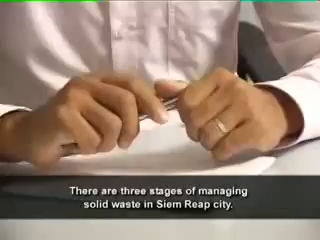 There are three stages of managing
solid waste in Siem Reap city.